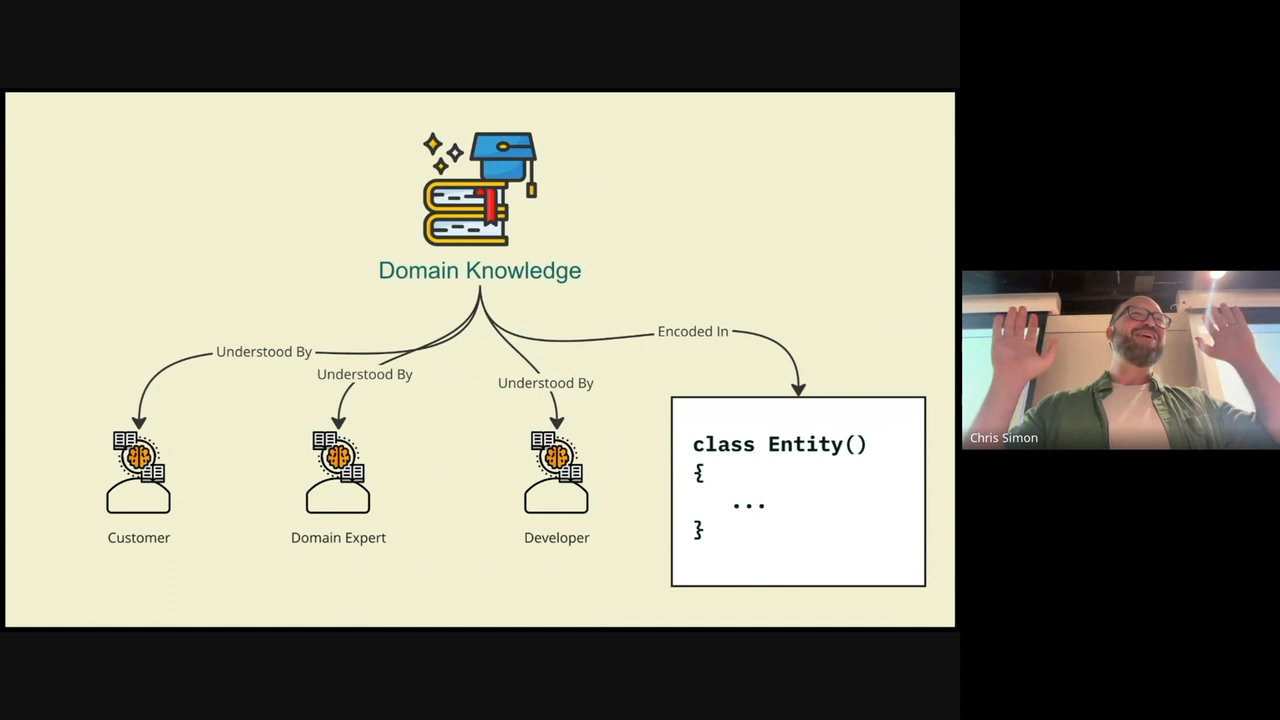 Domain Knowledge
Understood By
Understood By
Understood By
Encoded In
class Entity()
{
...
}
Customer
Domain Expert
Developer
Chris Simon